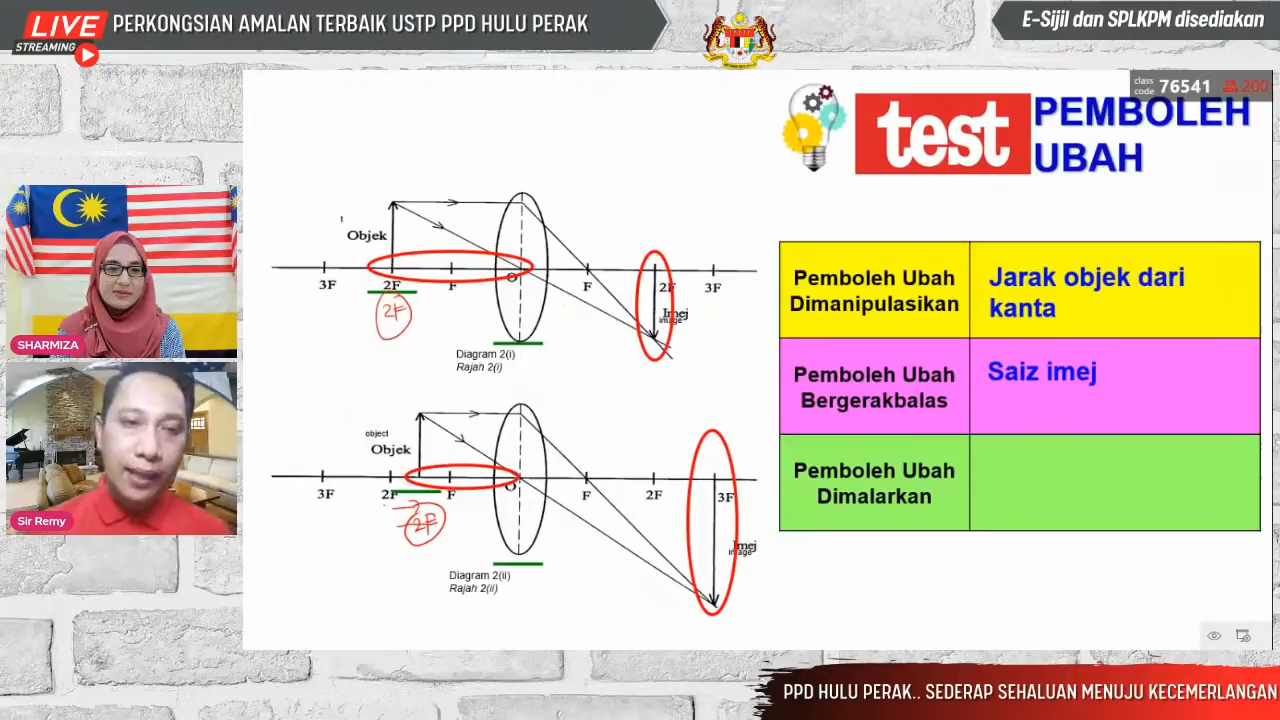 LIVE
STREAMING
PERKONGSIAN AMALAN TERBAIK USTP PPD HULU PERAK
E-Sijil dan SPLKPM disediakan
class code 76541 200
test
PEMBOLEH UBAH
SHARMIZA
Sir Remy
1
Objek
3F 2F F O F 2F 3F
2F
Imej
image
Diagram 2(i)
Rajah 2(i)
object
Objek
3F 2F F O F 2F 3F
2F
Imej
image
Diagram 2(ii)
Rajah 2(ii)
Pemboleh Ubah Dimanipulasikan
Jarak objek dari kanta
Pemboleh Ubah Bergerakbalas
Saiz imej
Pemboleh Ubah Dimalarkan
PPD HULU PERAK.. SEDERAP SEHALUAN MENUJU KECEMERLANGAN